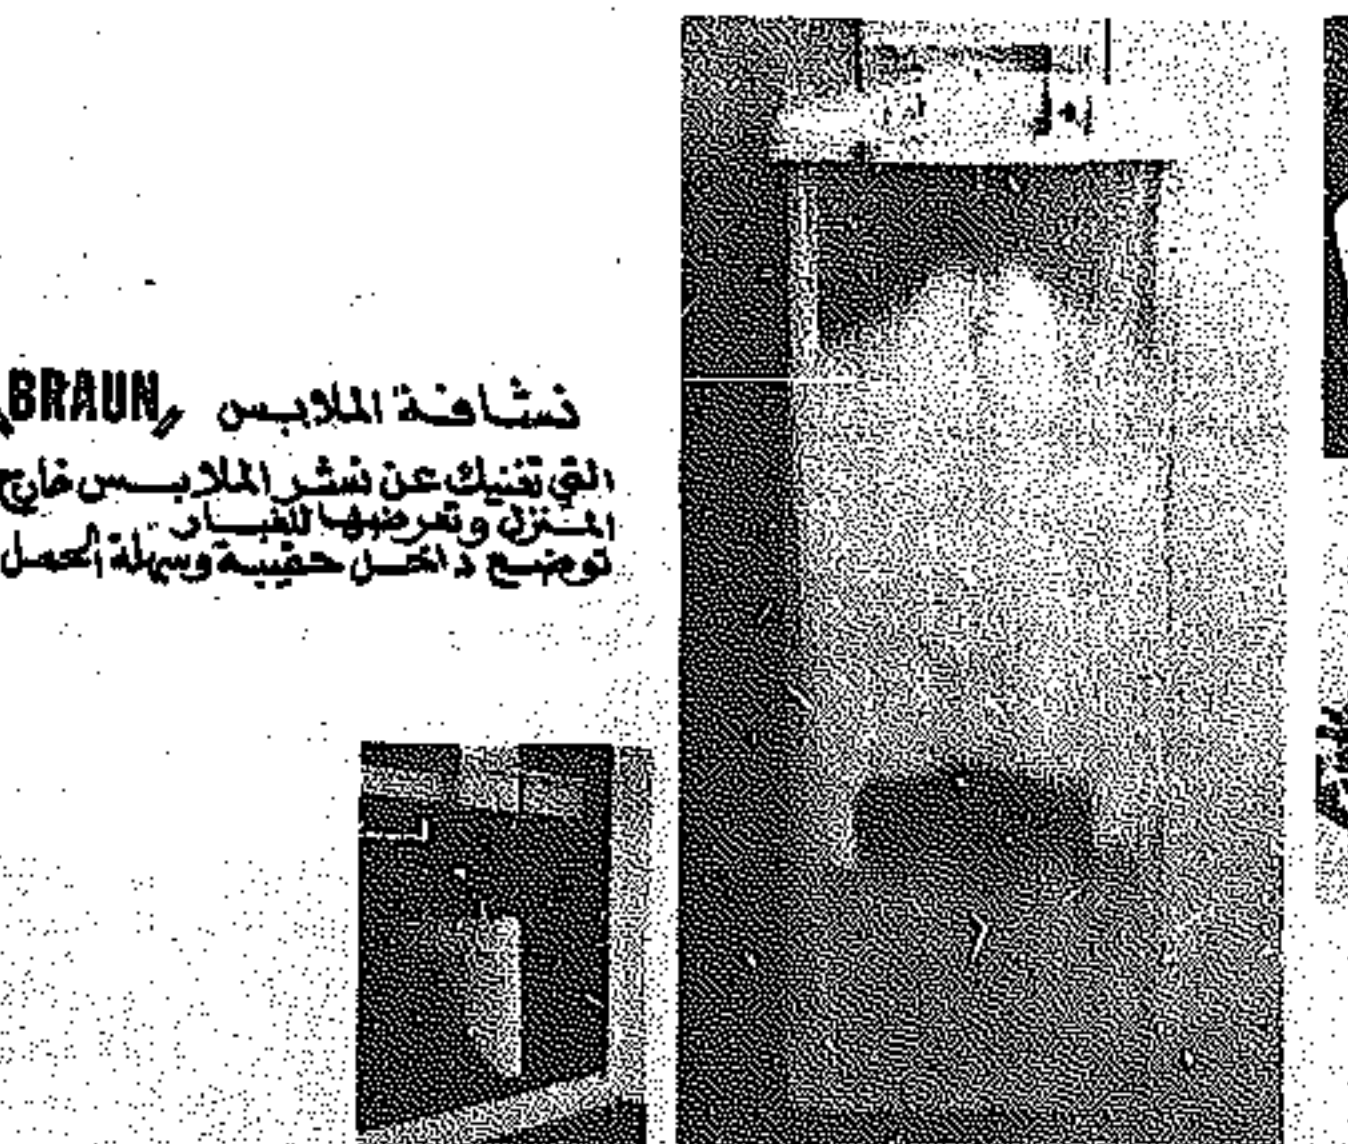 نشافة الملابس "BRAUN"
التي تغنيك عن نشر الملابس خارج
المنزل وتعرضها للغبار
توضع داخل حقيبة وسهلة الحمل